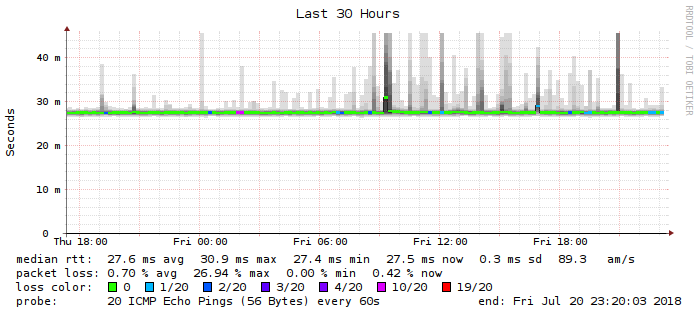 Last 30 Hours
RRDTOOL / TOBI OETIKER
Seconds
40 m
30 m
20 m
10 m
0
Thu 18:00 Fri 00:00 Fri 06:00 Fri 12:00 Fri 18:00
median rtt: 27.6 ms avg 30.9 ms max 27.4 ms min 27.5 ms now 0.3 ms sd 89.3 am/s
packet loss: 0.70 % avg 26.94 % max 0.00 % min 0.42 % now
loss color: 0 1/20 2/20 3/20 4/20 10/20 19/20
probe: 20 ICMP Echo Pings (56 Bytes) every 60s end: Fri Jul 20 23:20:03 2018